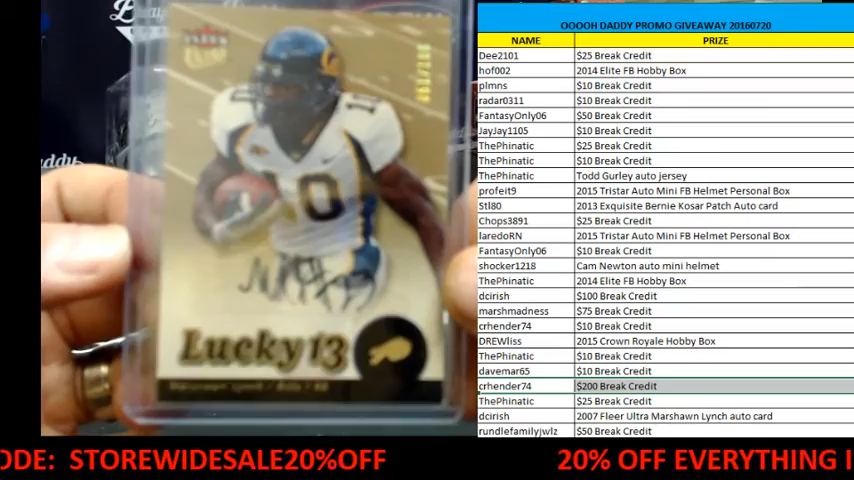 OOOOH DADDY PROMO GIVEAWAY 20160720
NAME PRIZE
Dee2101 $25 Break Credit
hof002 2014 Elite FB Hobby Box
plmns $10 Break Credit
radar0311 $10 Break Credit
FantasyOnly06 $50 Break Credit
JayJay1105 $10 Break Credit
ThePhinatic $25 Break Credit
ThePhinatic $10 Break Credit
ThePhinatic Todd Gurley auto jersey
profeit9 2015 Tristar Auto Mini FB Helmet Personal Box
Stl80 2013 Exquisite Bernie Kosar Patch Auto card
Chops3891 $25 Break Credit
laredoRN 2015 Tristar Auto Mini FB Helmet Personal Box
FantasyOnly06 $10 Break Credit
shocker1218 Cam Newton auto mini helmet
ThePhinatic 2014 Elite FB Hobby Box
dcirish $100 Break Credit
marshmadness $75 Break Credit
crhender74 $10 Break Credit
DREWliss 2015 Crown Royale Hobby Box
ThePhinatic $10 Break Credit
davemar65 $10 Break Credit
crhender74 $200 Break Credit
ThePhinatic $25 Break Credit
dcirish 2007 Fleer Ultra Marshawn Lynch auto card
rundlefamilyjwlz $50 Break Credit
ULTRA
10
10
Lucky 13
daddy
ODE: STOREWIDESALE20%OFF 20% OFF EVERYTHING I